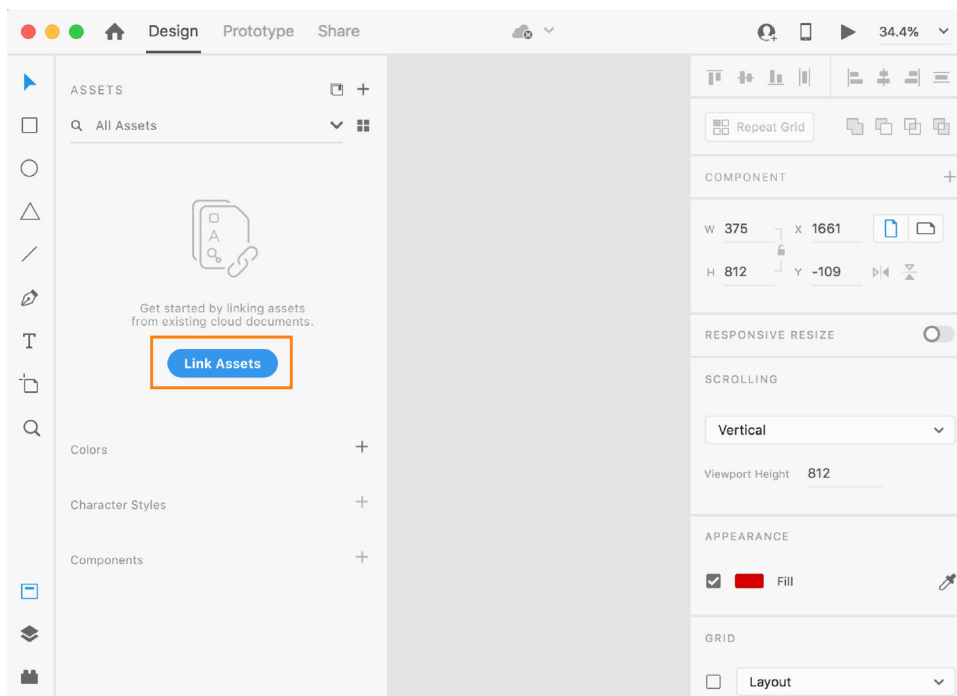 Design Prototype Share 34.4%
ASSETS
All Assets
Get started by linking assets
from existing cloud documents.
Link Assets
Colors
Character Styles
Components
Repeat Grid
COMPONENT
W 375 X 1661
H 812 Y -109
RESPONSIVE RESIZE
SCROLLING
Vertical
Viewport Height 812
APPEARANCE
Fill
GRID
Layout